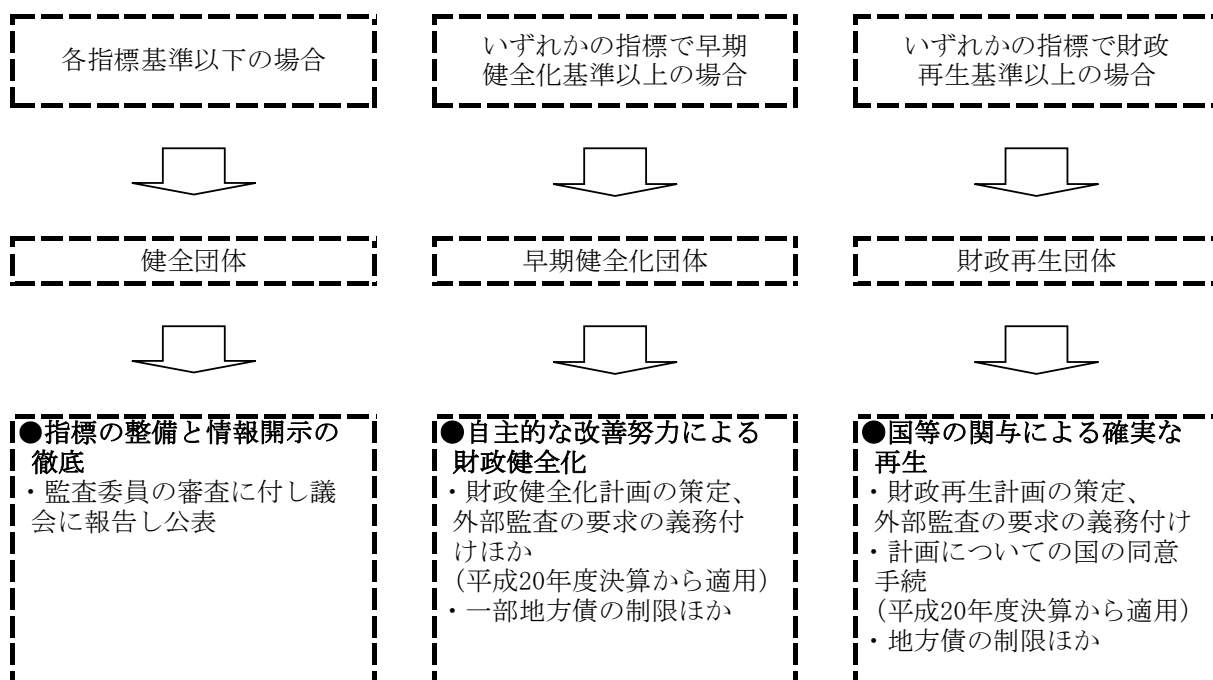 各指標基準以下の場合
いずれかの指標で早期
健全化基準以上の場合
いずれかの指標で財政
再生基準以上の場合
健全団体
早期健全化団体
財政再生団体
●指標の整備と情報開示の
徹底
・監査委員の審査に付し議
会に報告し公表
●自主的な改善努力による
財政健全化
・財政健全化計画の策定、
外部監査の要求の義務付
けほか
(平成20年度決算から適用)
・一部地方債の制限ほか
●国等の関与による確実な
再生
・財政再生計画の策定、
外部監査の要求の義務付け
・計画についての国の同意
手続
(平成20年度決算から適用)
・地方債の制限ほか